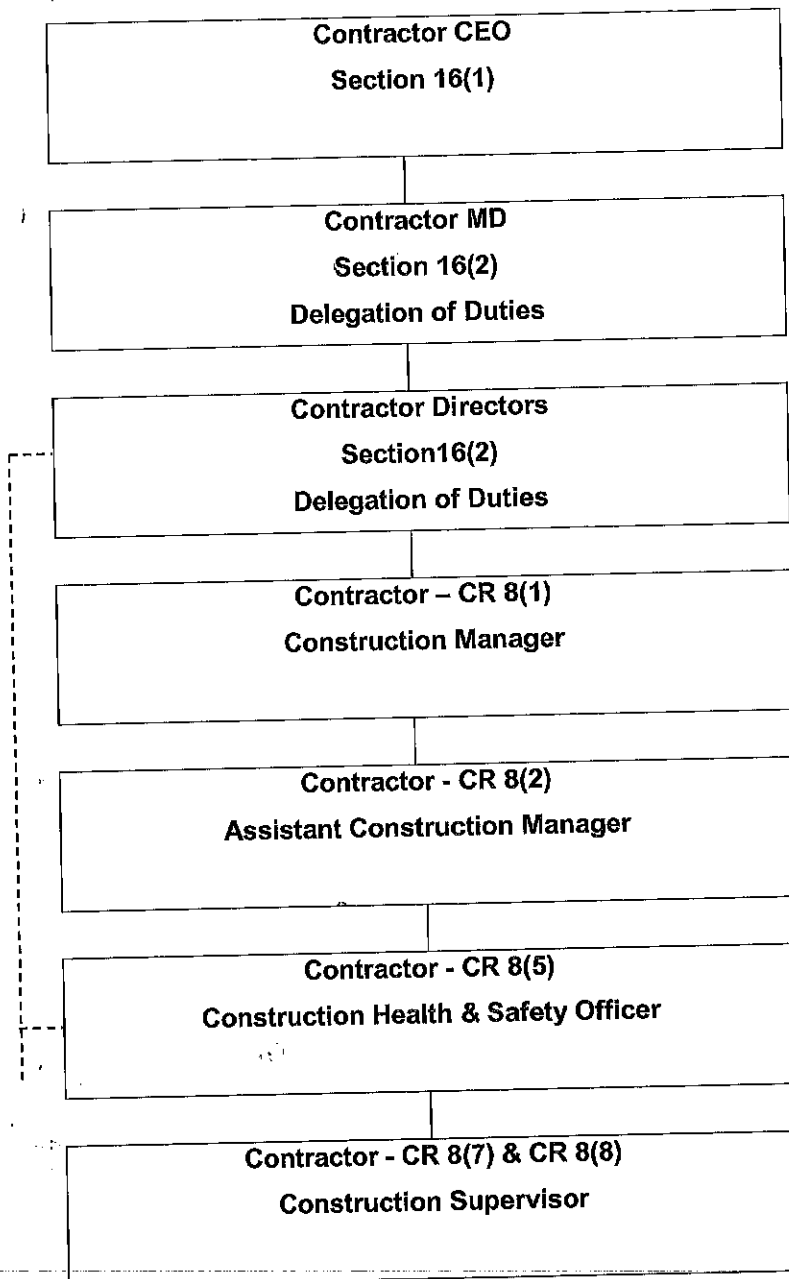 Contractor CEO
Section 16(1)
Contractor MD
Section 16(2)
Delegation of Duties
Contractor Directors
Section16(2)
Delegation of Duties
Contractor – CR 8(1)
Construction Manager
Contractor - CR 8(2)
Assistant Construction Manager
Contractor - CR 8(5)
Construction Health & Safety Officer
Contractor - CR 8(7) & CR 8(8)
Construction Supervisor